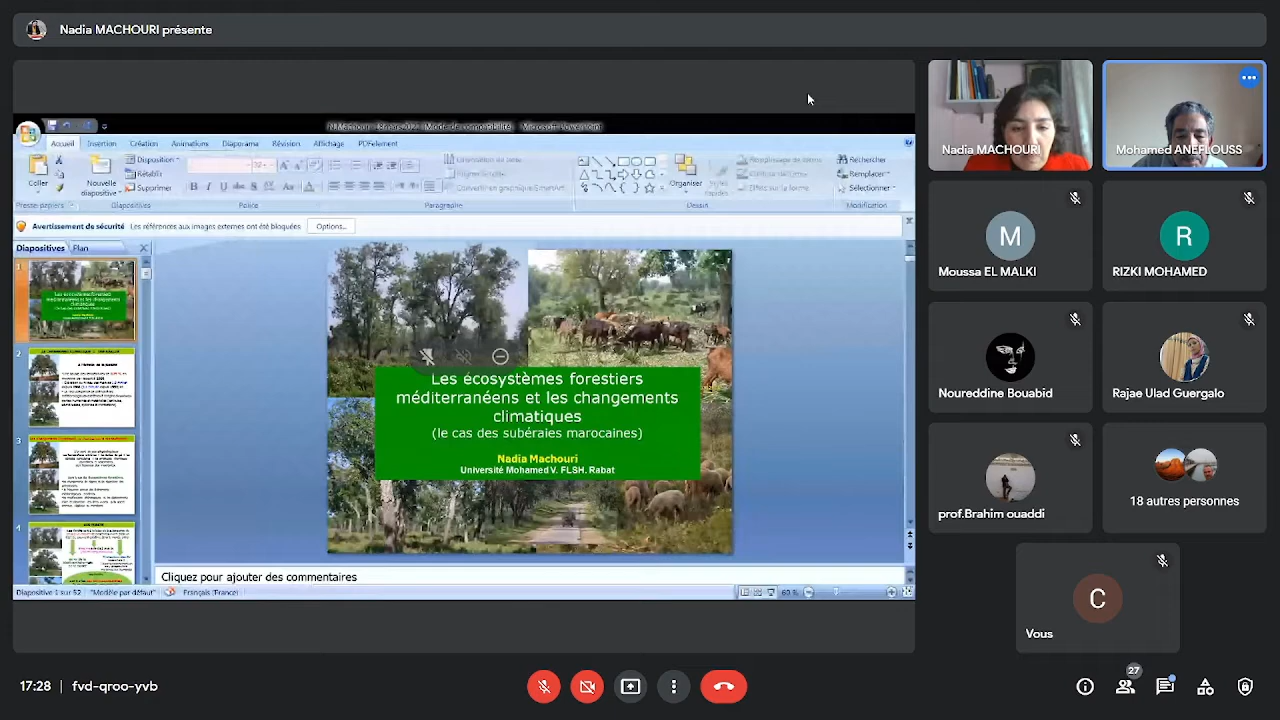 Nadia MACHOURI présente
Accueil Insertion Création Animations Diaporama Révision Affichage PDFelement
Coller
Nouvelle diapositive
Disposition
Rétablir
Supprimer
Organiser
Rechercher
Remplacer
Sélectionner
Presse-papiers Diapositives Police Paragraphe Dessin Modification
Avertissement de sécurité Les références aux images externes ont été bloquées Options...
Diapositives Plan
1
2
3
4
Les écosystèmes forestiers
méditerranéens et les changements
climatiques
(le cas des subéraies marocaines)
Nadia Machouri
Université Mohamed V. FLSH. Rabat
Cliquez pour ajouter des commentaires
Diapositive 1 sur 52 "Modèle par défaut" Français (France)
60 %
Nadia MACHOURI
Mohamed ANEFLOUSS
M
Moussa EL MALKI
R
RIZKI MOHAMED
Noureddine Bouabid
Rajae Ulad Guergalo
prof.Brahim ouaddi
18 autres personnes
C
Vous
17:28 | fvd-qroo-yvb
27